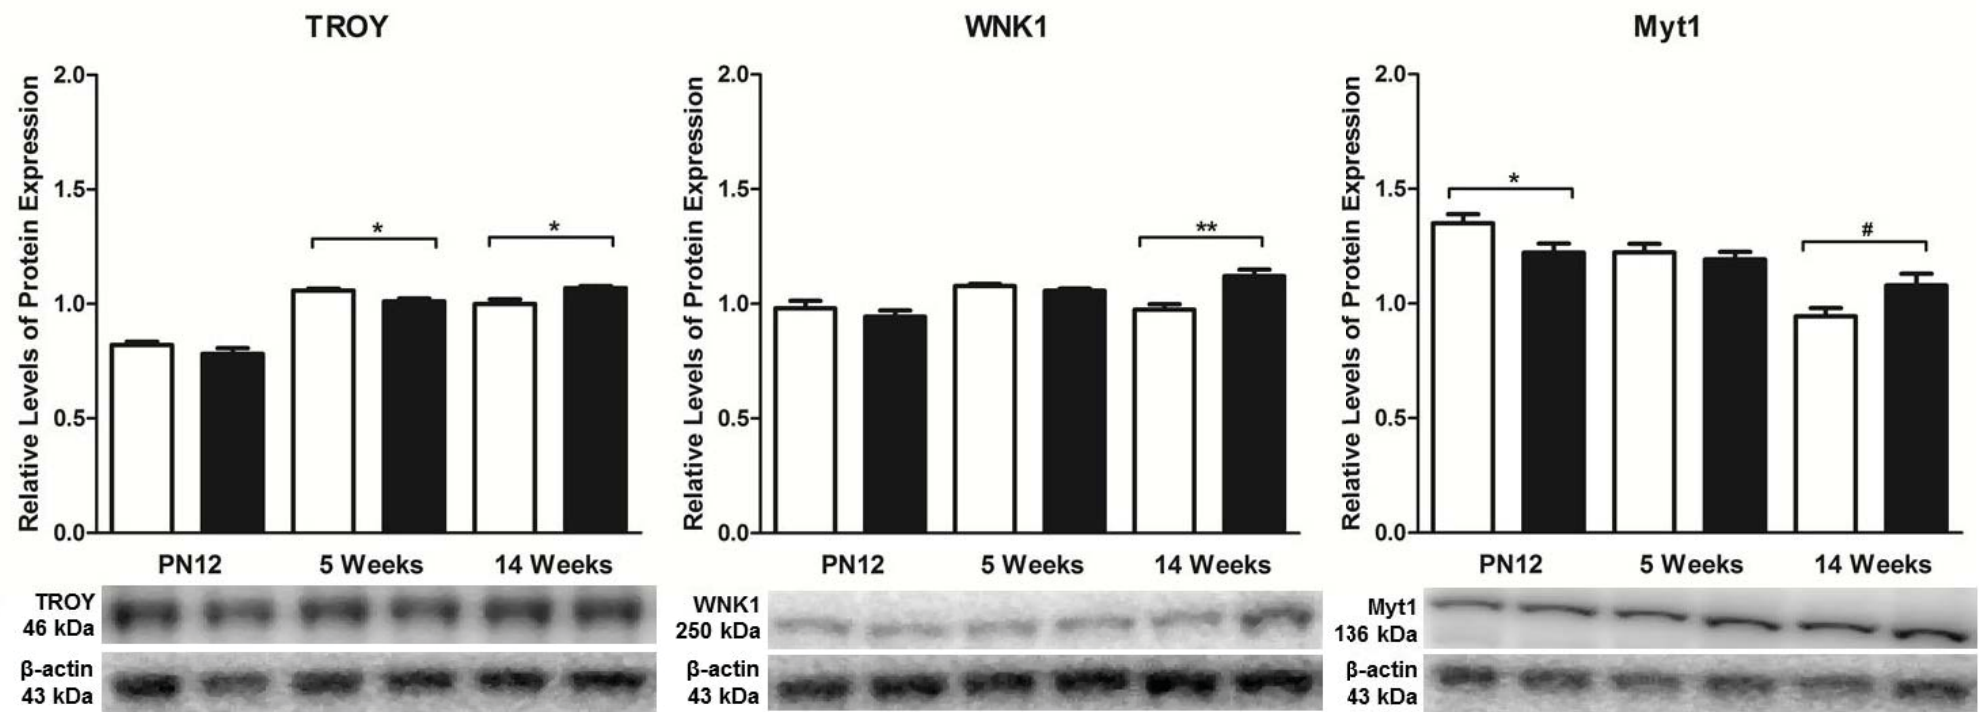 TROY
WNK1
Myt1
Relative Levels of Protein Expression
2.0
1.5
1.0
0.5
0.0
*
*
PN12
5 Weeks
14 Weeks
Relative Levels of Protein Expression
2.0
1.5
1.0
0.5
0.0
**
PN12
5 Weeks
14 Weeks
Relative Levels of Protein Expression
2.0
1.5
1.0
0.5
0.0
*
#
PN12
5 Weeks
14 Weeks
TROY
46 kDa
β-actin
43 kDa
WNK1
250 kDa
β-actin
43 kDa
Myt1
136 kDa
β-actin
43 kDa